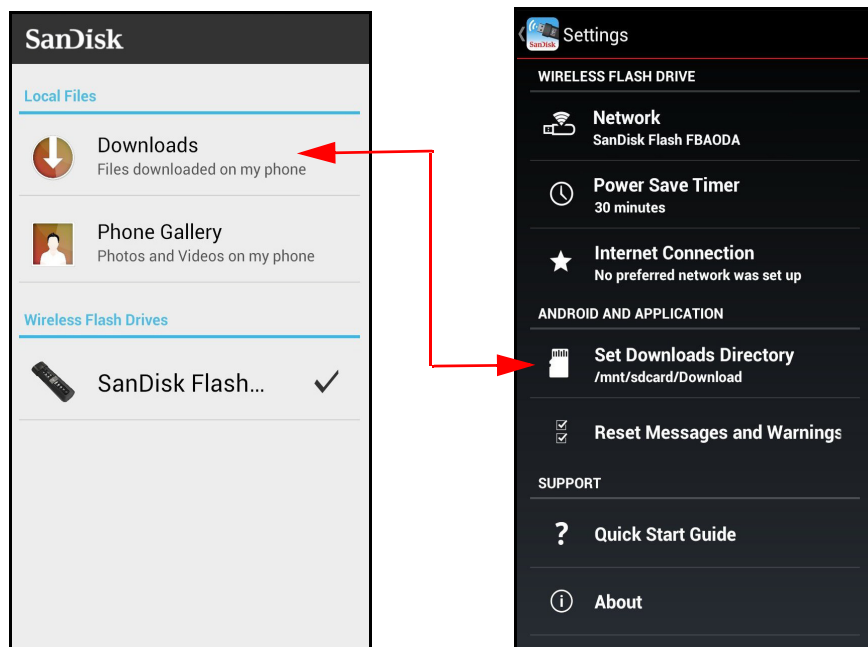 SanDisk
Local Files
Downloads
Files downloaded on my phone
Phone Gallery
Photos and Videos on my phone
Wireless Flash Drives
SanDisk Flash...
SanDisk
Settings
WIRELESS FLASH DRIVE
Network
SanDisk Flash FBAODA
Power Save Timer
30 minutes
Internet Connection
No preferred network was set up
ANDROID AND APPLICATION
Set Downloads Directory
/mnt/sdcard/Download
Reset Messages and Warnings
SUPPORT
? Quick Start Guide
About